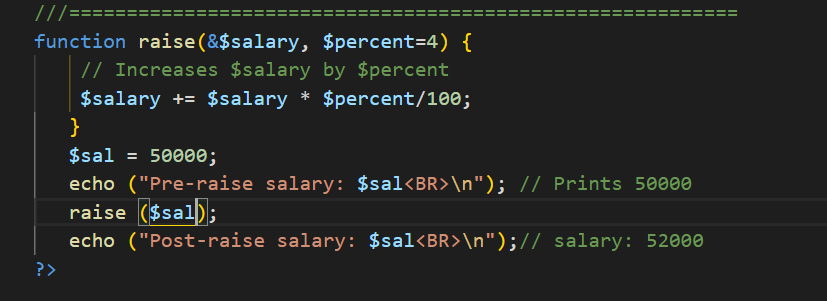 ///==========================================================
function raise(&$salary, $percent=4) {
// Increases $salary by $percent
$salary += $salary * $percent/100;
}
$sal = 50000;
echo ("Pre-raise salary: $sal<BR>\n"); // Prints 50000
raise ($sal);
echo ("Post-raise salary: $sal<BR>\n");// salary: 52000
?>